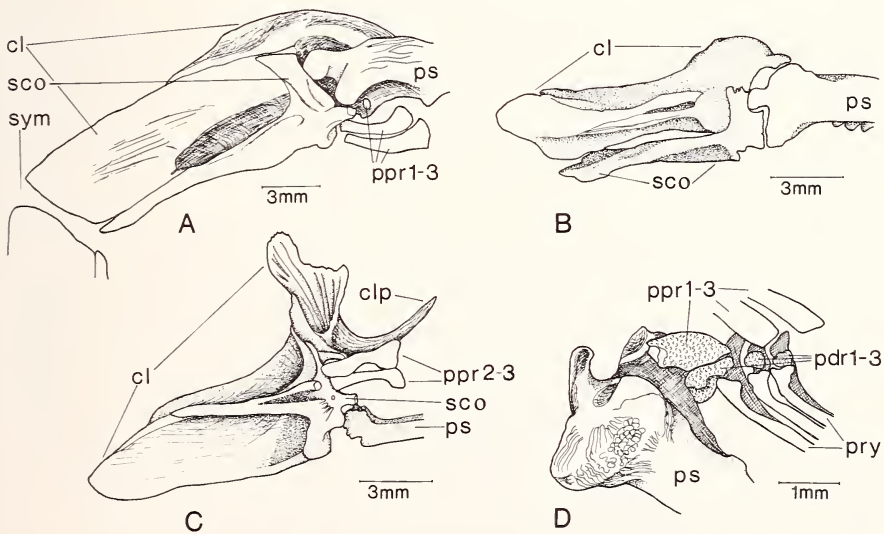 cl
sco
sym
ps
ppr1-3
3mm
A
cl
ps
sco
3mm
B
cl
clp
ppr2-3
sco
ps
3mm
C
ppr1-3
pdr1-3
pry
ps
1mm
D